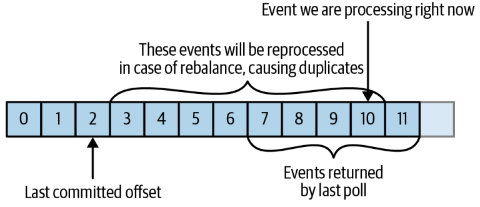 Event we are processing right now
These events will be reprocessed
in case of rebalance, causing duplicates
0 1 2 3 4 5 6 7 8 9 10 11
Last committed offset
Events returned
by last poll